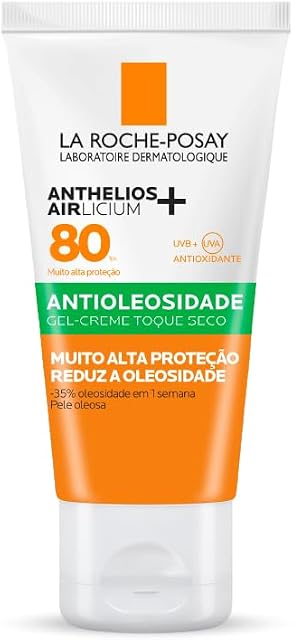 LA ROCHE-POSAY
LABORATOIRE DERMATOLOGIQUE
ANTHELIOS
AIRLICIUM +
80
Muito alta proteção
UVB + UVA
ANTIOXIDANTE
ANTIOLEOSIDADE
GEL-CREME TOQUE SECO
MUITO ALTA PROTEÇÃO
REDUZ A OLEOSIDADE
-35% oleosidade em 1 semana
Pele oleosa